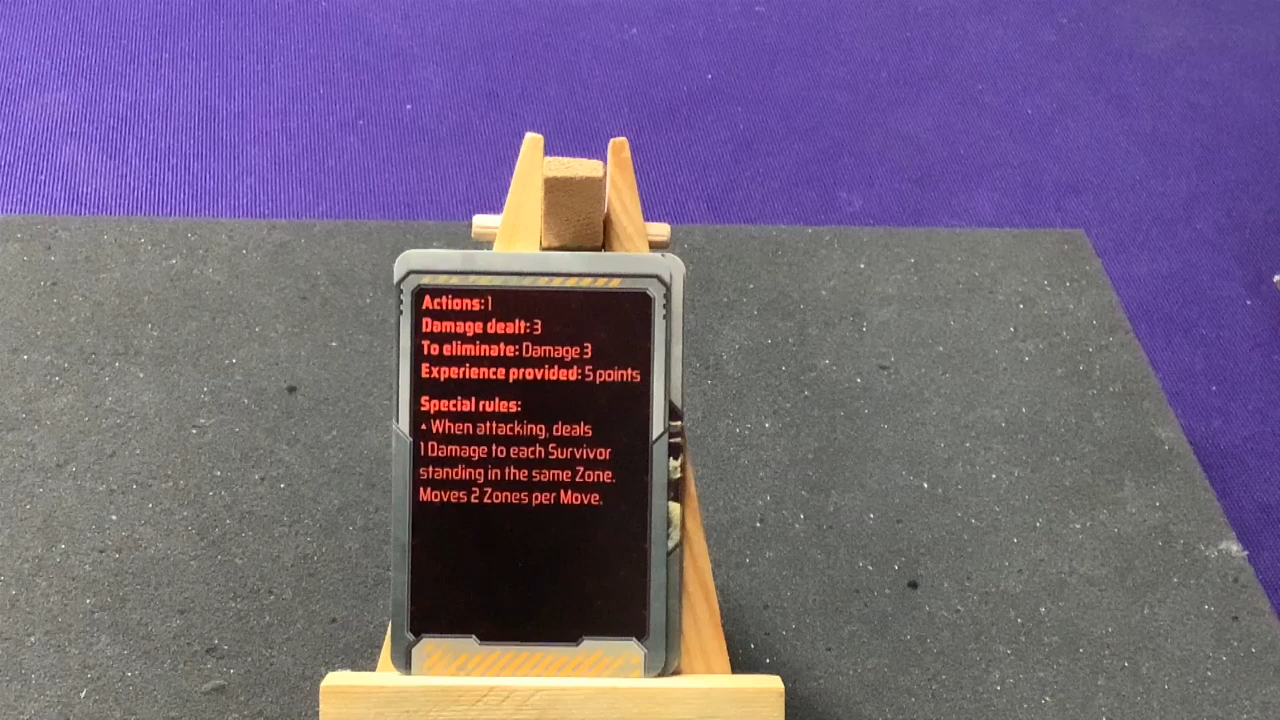 Actions: 1
Damage dealt: 3
To eliminate: Damage 3
Experience provided: 5 points
Special rules:
▴ When attacking, deals
1 Damage to each Survivor
standing in the same Zone.
Moves 2 Zones per Move.